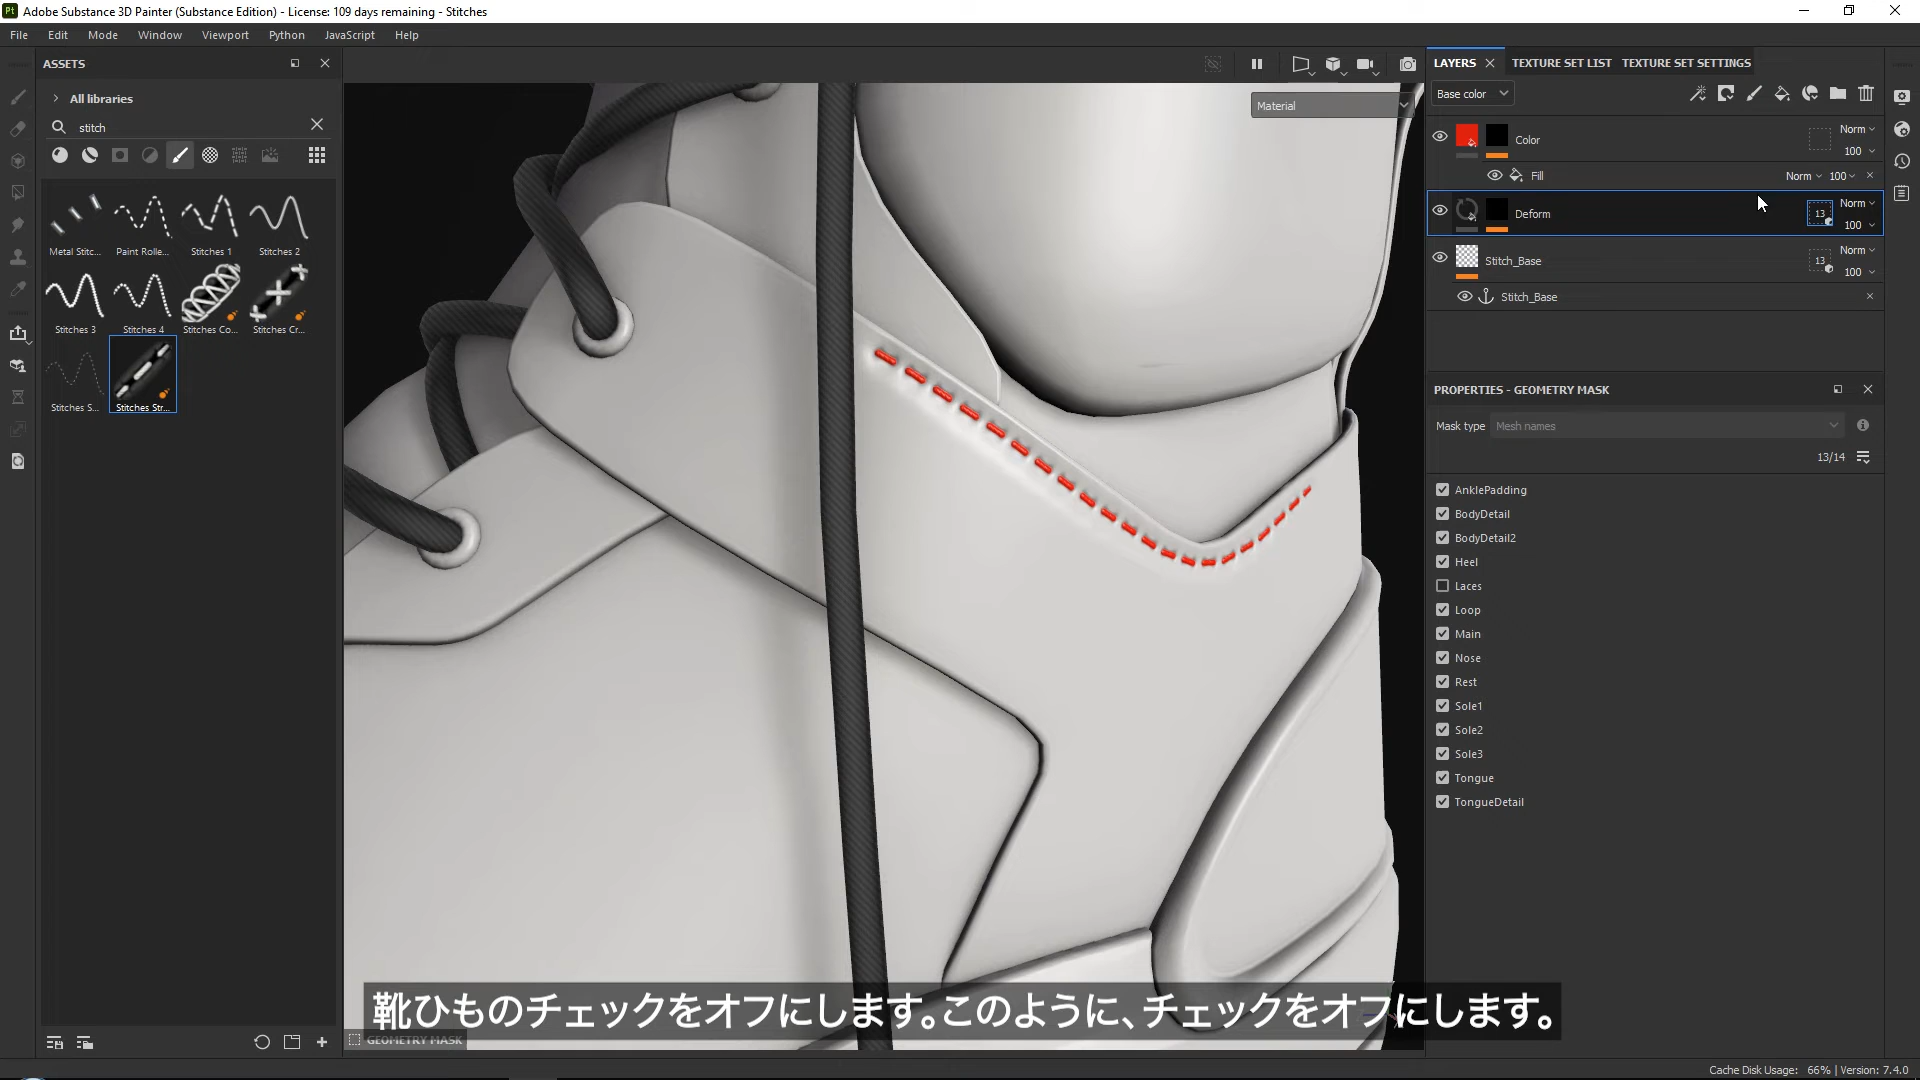 Adobe Substance 3D Painter (Substance Edition) - License: 109 days remaining - Stitches
File Edit Mode Window Viewport Python JavaScript Help
ASSETS
All libraries
stitch
Metal Stitc... Paint Rolle... Stitches 1 Stitches 2
Stitches 3 Stitches 4 Stitches Co... Stitches Cr...
Stitches S... Stitches Str...
Material
GEOMETRY MASK
LAYERS TEXTURE SET LIST TEXTURE SET SETTINGS
Base color
Color Norm 100
Fill Norm 100
Deform 13 Norm 100
Stitch_Base 13 Norm 100
Stitch_Base
PROPERTIES - GEOMETRY MASK
Mask type Mesh names
13/14
AnklePadding
BodyDetail
BodyDetail2
Heel
Laces
Loop
Main
Nose
Rest
Sole1
Sole2
Sole3
Tongue
TongueDetail
靴ひものチェックをオフにします。このように、チェックをオフにします。
Cache Disk Usage: 66% | Version: 7.4.0